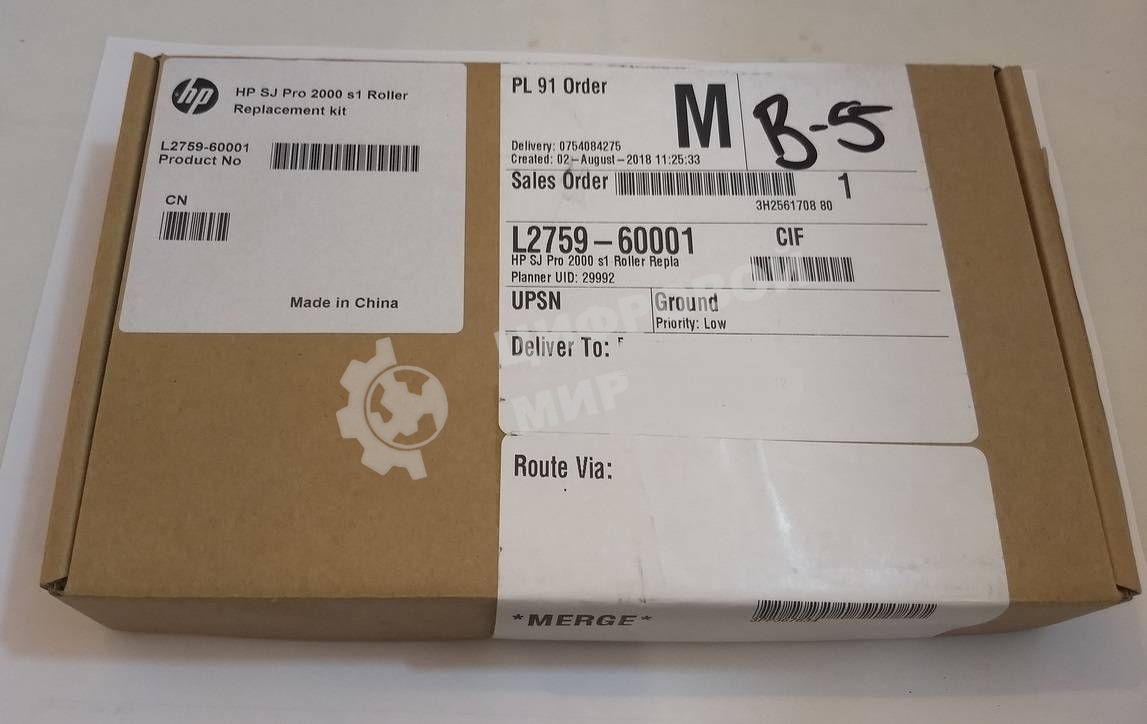 hp
HP SJ Pro 2000 s1 Roller
Replacement kit
L2759-60001
Product No
CN
Made in China
PL 91 Order
M
B-5
Delivery: 0754084275
Created: 02-August-2018 11:25:33
Sales Order
1
3H2561708 80
L2759-60001
CIF
HP SJ Pro 2000 s1 Roller Repla
Planner UID: 29992
UPSN
Ground
Priority: Low
Deliver To:
ЦИФРОВОЙ
МИР
Route Via:
*MERGE*